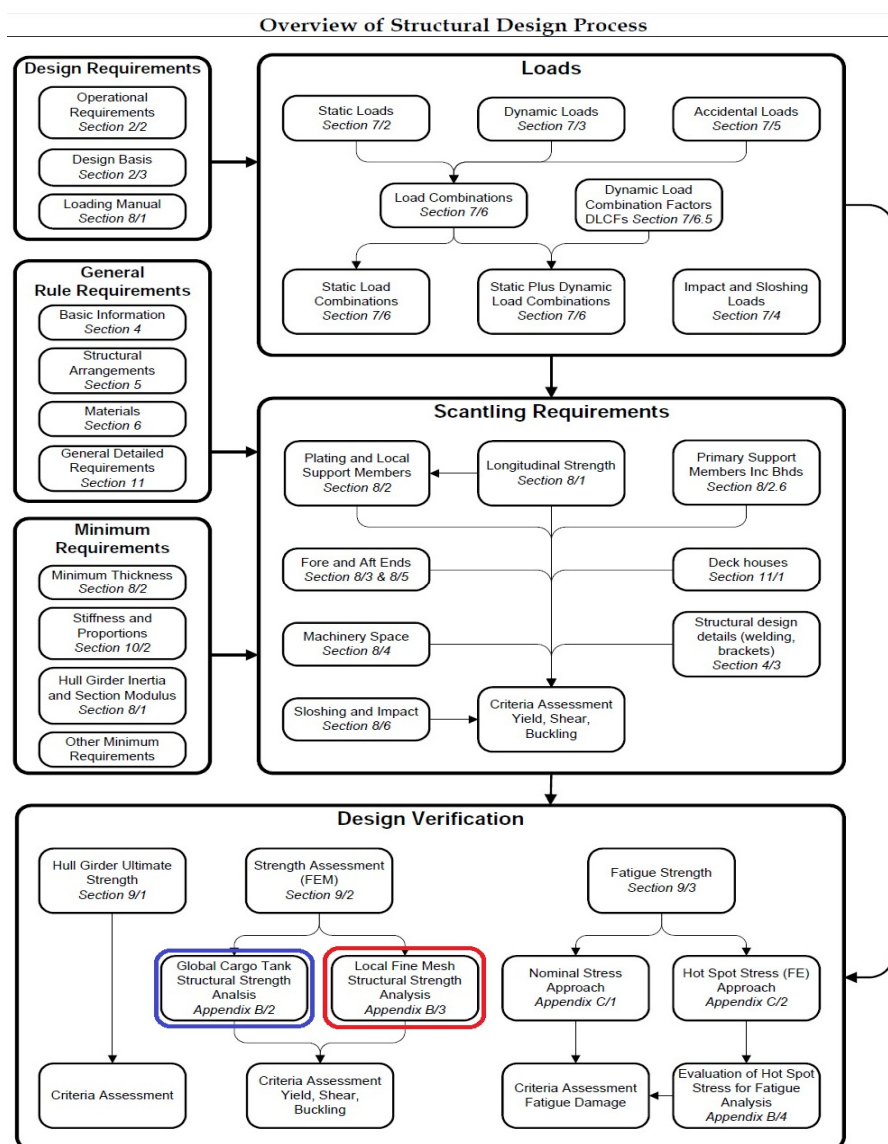 Overview of Structural Design Process
Design Requirements
Operational
Requirements
Section 2/2
Design Basis
Section 2/3
Loading Manual
Section 8/1
General
Rule Requirements
Basic Information
Section 4
Structural
Arrangements
Section 5
Materials
Section 6
General Detailed
Requirements
Section 11
Minimum
Requirements
Minimum Thickness
Section 8/2
Stiffness and
Proportions
Section 10/2
Hull Girder Inertia
and Section Modulus
Section 8/1
Other Minimum
Requirements
Loads
Static Loads
Section 7/2
Dynamic Loads
Section 7/3
Accidental Loads
Section 7/5
Load Combinations
Section 7/6
Dynamic Load
Combination Factors
DLCFs Section 7/6.5
Static Load
Combinations
Section 7/6
Static Plus Dynamic
Load Combinations
Section 7/6
Impact and Sloshing
Loads
Section 7/4
Scantling Requirements
Plating and Local
Support Members
Section 8/2
Longitudinal Strength
Section 8/1
Primary Support
Members Inc Bhds
Section 8/2.6
Fore and Aft Ends
Section 8/3 & 8/5
Deck houses
Section 11/1
Machinery Space
Section 8/4
Structural design
details (welding,
brackets)
Section 4/3
Sloshing and Impact
Section 8/6
Criteria Assessment
Yield, Shear,
Buckling
Design Verification
Hull Girder Ultimate
Strength
Section 9/1
Strength Assessment
(FEM)
Section 9/2
Fatigue Strength
Section 9/3
Global Cargo Tank
Structural Strength
Analsis
Appendix B/2
Local Fine Mesh
Structural Strength
Analysis
Appendix B/3
Nominal Stress
Approach
Appendix C/1
Hot Spot Stress (FE)
Approach
Appendix C/2
Criteria Assessment
Criteria Assessment
Yield, Shear,
Buckling
Criteria Assessment
Fatigue Damage
Evaluation of Hot Spot
Stress for Fatigue
Analysis
Appendix B/4